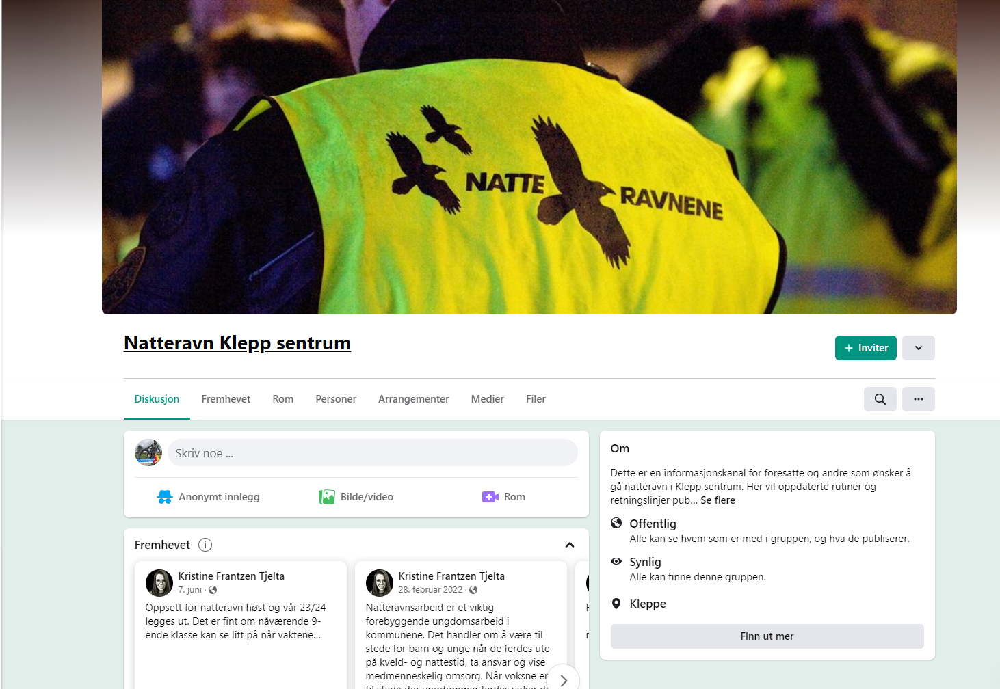 NATTE RAVNENE
Natteravn Klepp sentrum
+ Inviter
Diskusjon Fremhevet Rom Personer Arrangementer Medier Filer
Skriv noe ...
Anonymt innlegg Bilde/video Rom
Fremhevet
Kristine Frantzen Tjelta
7. juni ·
Oppsett for natteravn høst og vår 23/24
legges ut. Det er fint om nåværende 9-
ende klasse kan se litt på når vaktene...
Kristine Frantzen Tjelta
28. februar 2022 ·
Natteravnsarbeid er et viktig
forebyggende ungdomsarbeid i
kommunene. Det handler om å være til
stede for barn og unge når de ferdes ute
på kveld- og nattestid, ta ansvar og vise
medmenneskelig omsorg. Når voksne er
til stede der ungdommer ferdes virker
Om
Dette er en informasjonskanal for foresatte og andre som ønsker å
gå natteravn i Klepp sentrum. Her vil oppdaterte rutiner og
retningslinjer pub... Se flere
Offentlig
Alle kan se hvem som er med i gruppen, og hva de publiserer.
Synlig
Alle kan finne denne gruppen.
Kleppe
Finn ut mer